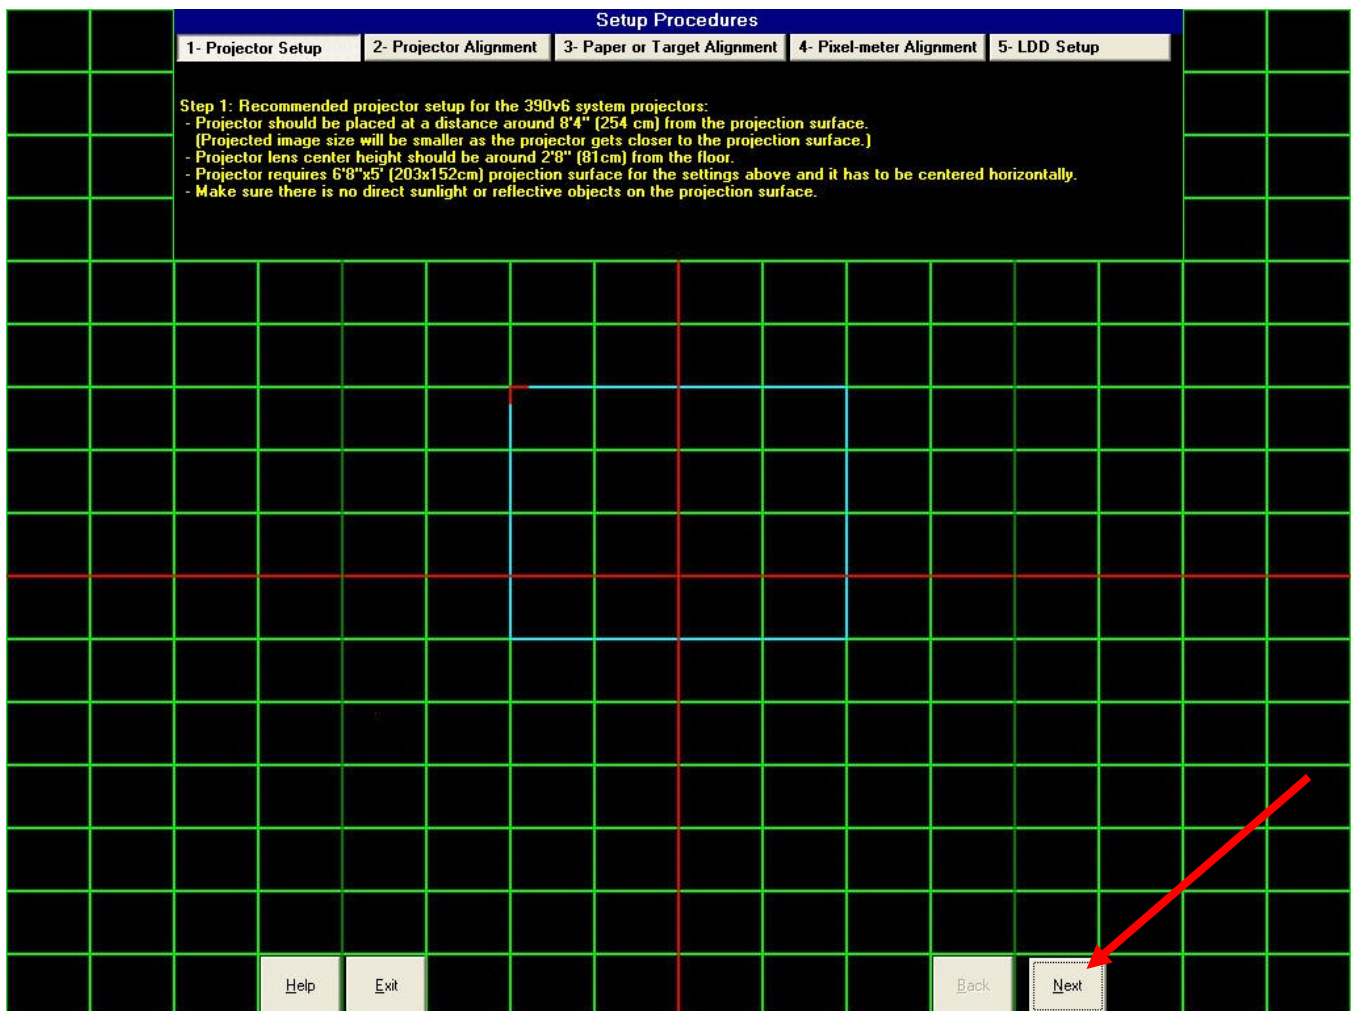 Setup Procedures
1- Projector Setup
2- Projector Alignment
3- Paper or Target Alignment
4- Pixel-meter Alignment
5- LDD Setup
Step 1: Recommended projector setup for the 390v6 system projectors:
- Projector should be placed at a distance around 8'4" (254 cm) from the projection surface.
(Projected image size will be smaller as the projector gets closer to the projection surface.)
- Projector lens center height should be around 2'8" (81cm) from the floor.
- Projector requires 6'8"x5' (203x152cm) projection surface for the settings above and it has to be centered horizontally.
- Make sure there is no direct sunlight or reflective objects on the projection surface.
Help
Exit
Back
Next